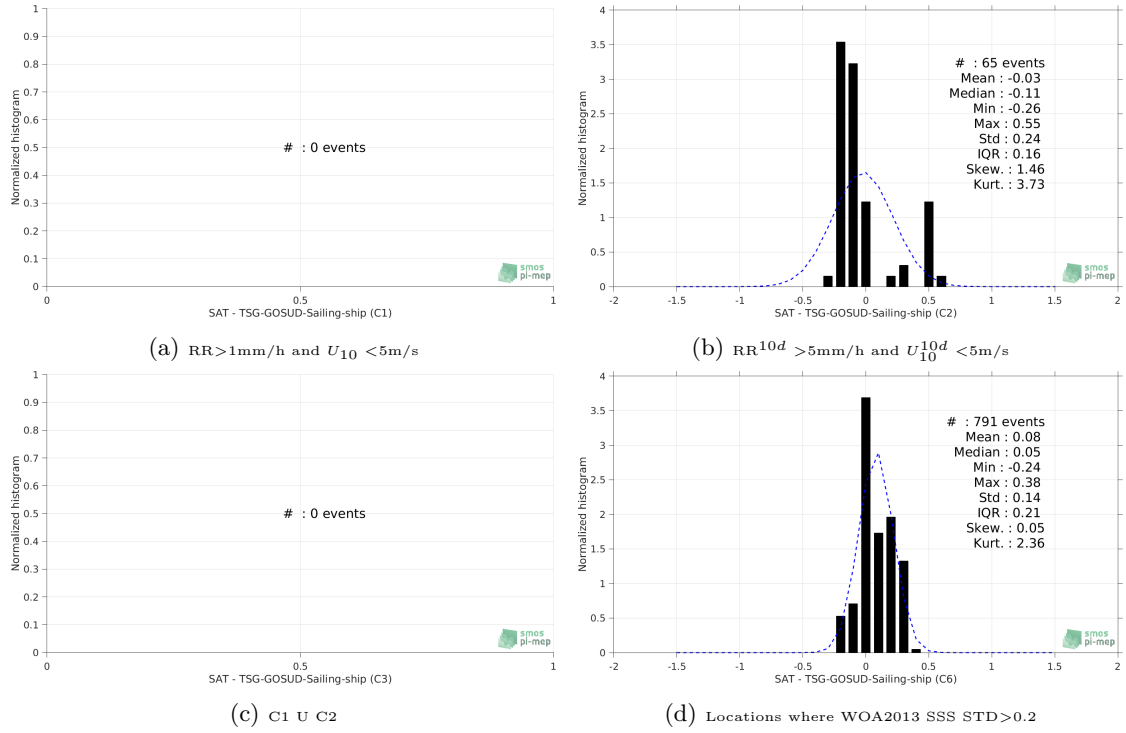 1
0.9
0.8
0.7
0.6
0.5
0.4
0.3
0.2
0.1
0
0
0.5
1
Normalized histogram
# : 0 events
smos
pi-mep
SAT - TSG-GOSUD-Sailing-ship (C1)
(a) RR>1mm/h and U10 <5m/s
4
3.5
3
2.5
2
1.5
1
0.5
0
-2
-1.5
-1
-0.5
0
0.5
1
1.5
2
Normalized histogram
# : 65 events
Mean : -0.03
Median : -0.11
Min : -0.26
Max : 0.55
Std : 0.24
IQR : 0.16
Skew. : 1.46
Kurt. : 3.73
smos
pi-mep
SAT - TSG-GOSUD-Sailing-ship (C2)
(b) RR10d >5mm/h and U10d10 <5m/s
1
0.9
0.8
0.7
0.6
0.5
0.4
0.3
0.2
0.1
0
0
0.5
1
Normalized histogram
# : 0 events
smos
pi-mep
SAT - TSG-GOSUD-Sailing-ship (C3)
(c) C1 U C2
4
3.5
3
2.5
2
1.5
1
0.5
0
-2
-1.5
-1
-0.5
0
0.5
1
1.5
2
Normalized histogram
# : 791 events
Mean : 0.08
Median : 0.05
Min : -0.24
Max : 0.38
Std : 0.14
IQR : 0.21
Skew. : 0.05
Kurt. : 2.36
smos
pi-mep
SAT - TSG-GOSUD-Sailing-ship (C6)
(d) Locations where WOA2013 SSS STD>0.2